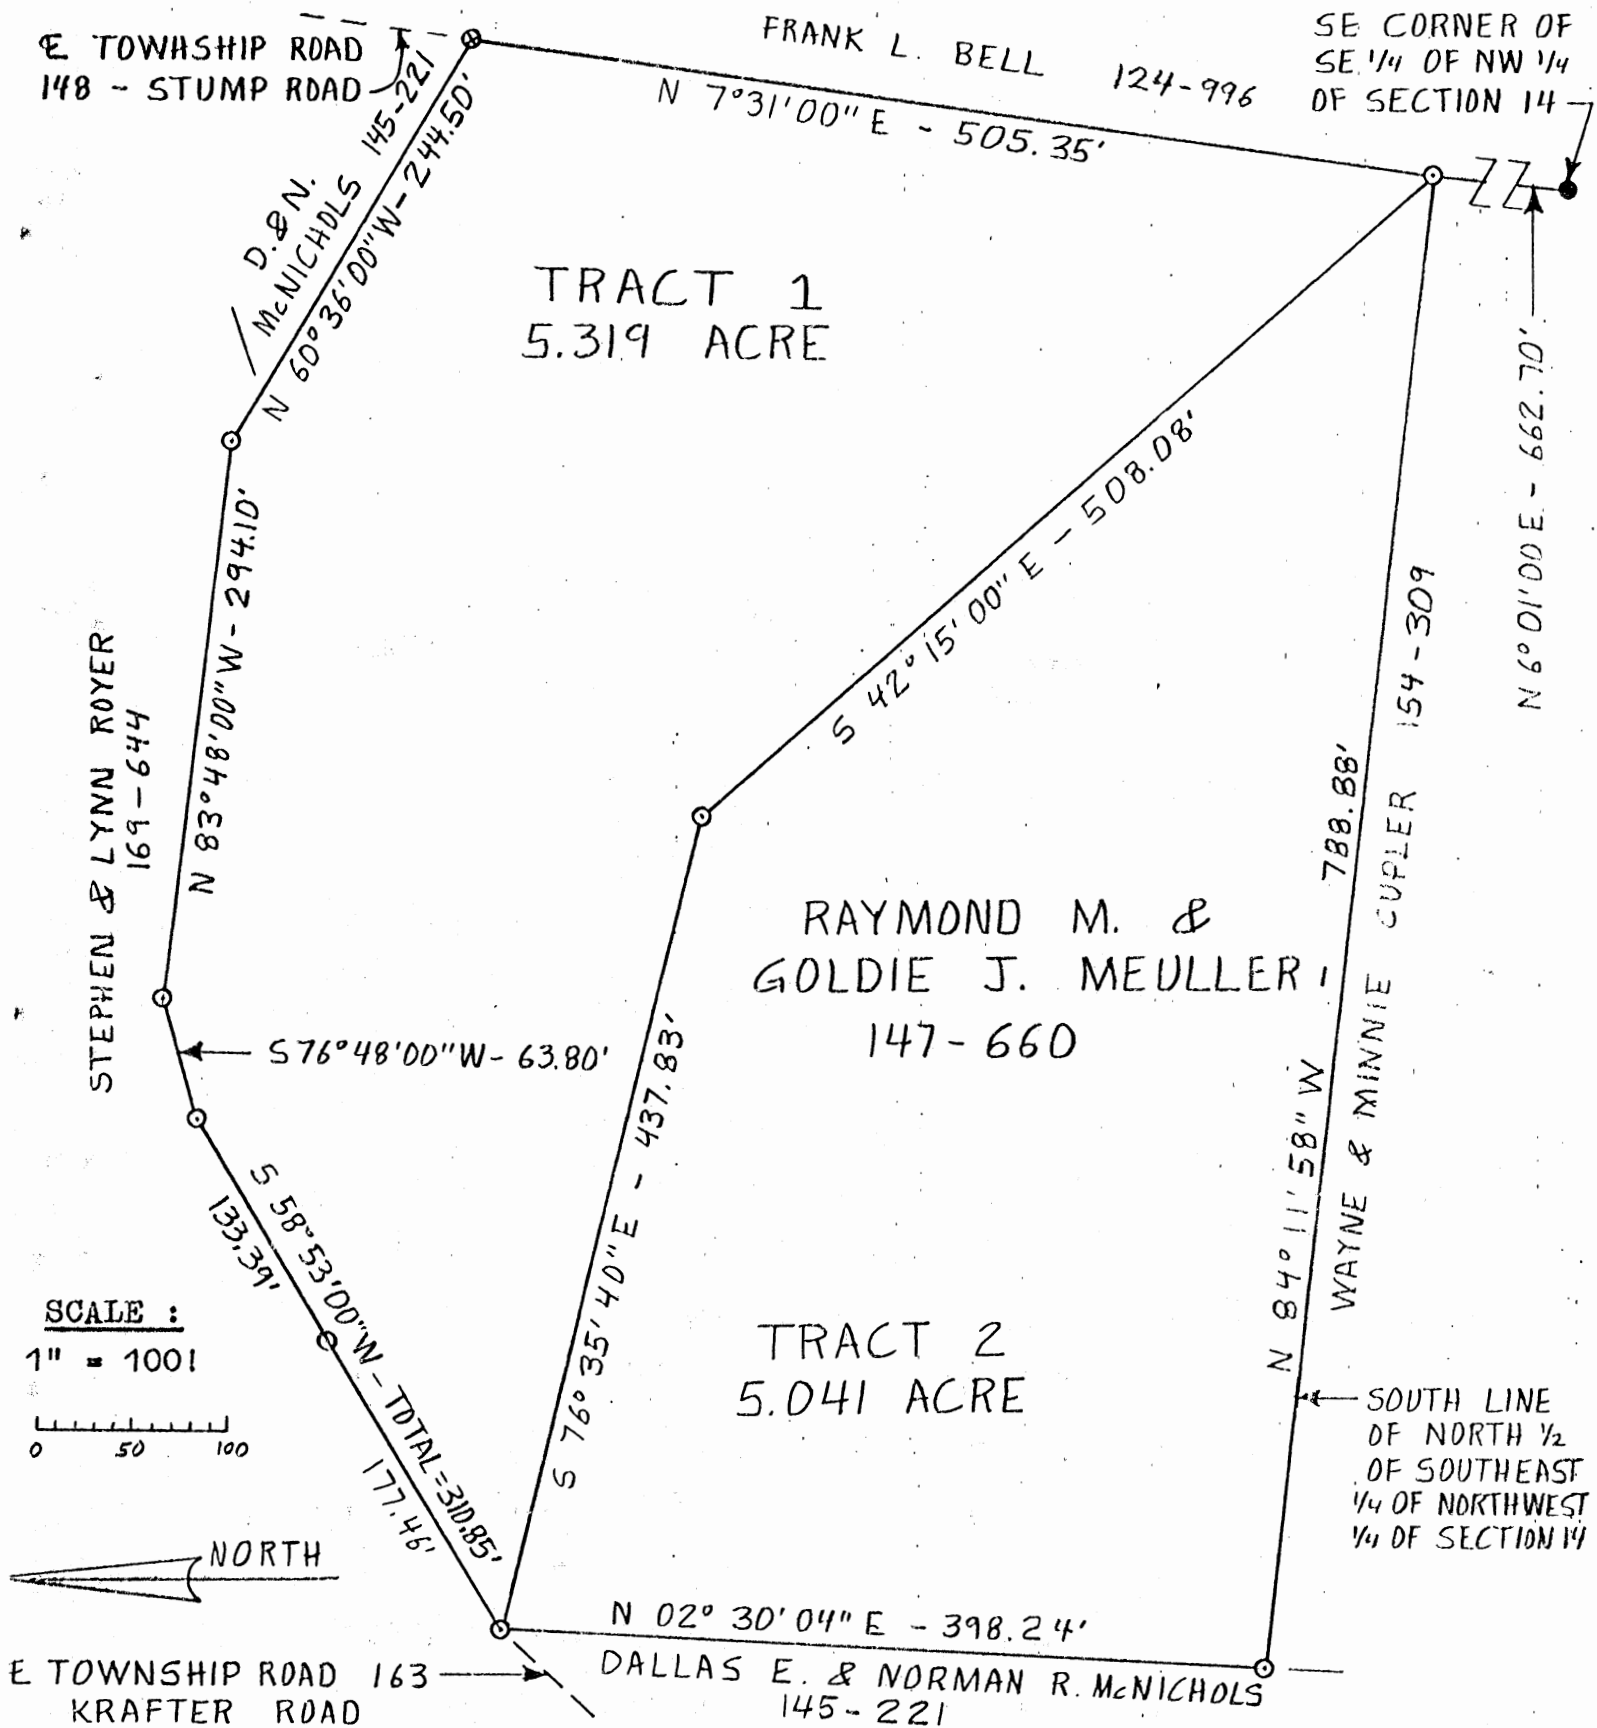 ℄ TOWHSHIP ROAD
148 - STUMP ROAD
FRANK L. BELL 124-996
SE CORNER OF
SE 1/4 OF NW 1/4
OF SECTION 14
N 7°31'00" E - 505.35'
D. & N.
McNICHOLS 145-221
N 60°36'00" W - 244.50'
TRACT 1
5.319 ACRE
N 6°01'00 E - 662.70'
S 42°15'00" E - 508.08'
N 83°48'00" W - 294.10'
STEPHEN & LYNN ROYER
169-644
788.88'
N 84°11'58" W
WAYNE & MINNIE CUPLER 154-309
RAYMOND M. &
GOLDIE J. MEULLER
147-660
S 76°48'00" W - 63.80'
S 76°35'40" E - 437.83'
S 58°53'00" W - TOTAL = 310.85'
133.39'
177.46'
SCALE :
1" = 100'
0 50 100
TRACT 2
5.041 ACRE
SOUTH LINE
OF NORTH 1/2
OF SOUTHEAST
1/4 OF NORTHWEST
1/4 OF SECTION 14
NORTH
N 02° 30' 04" E - 398.24'
E TOWNSHIP ROAD 163
KRAFTER ROAD
DALLAS E. & NORMAN R. McNICHOLS
145-221